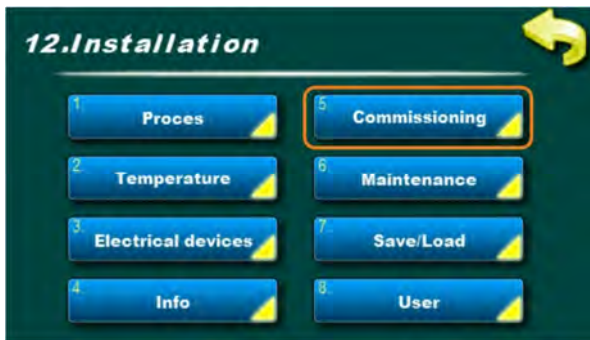 12.Installation
1. Proces
2. Temperature
3. Electrical devices
4. Info
5. Commissioning
6. Maintenance
7. Save/Load
8. User